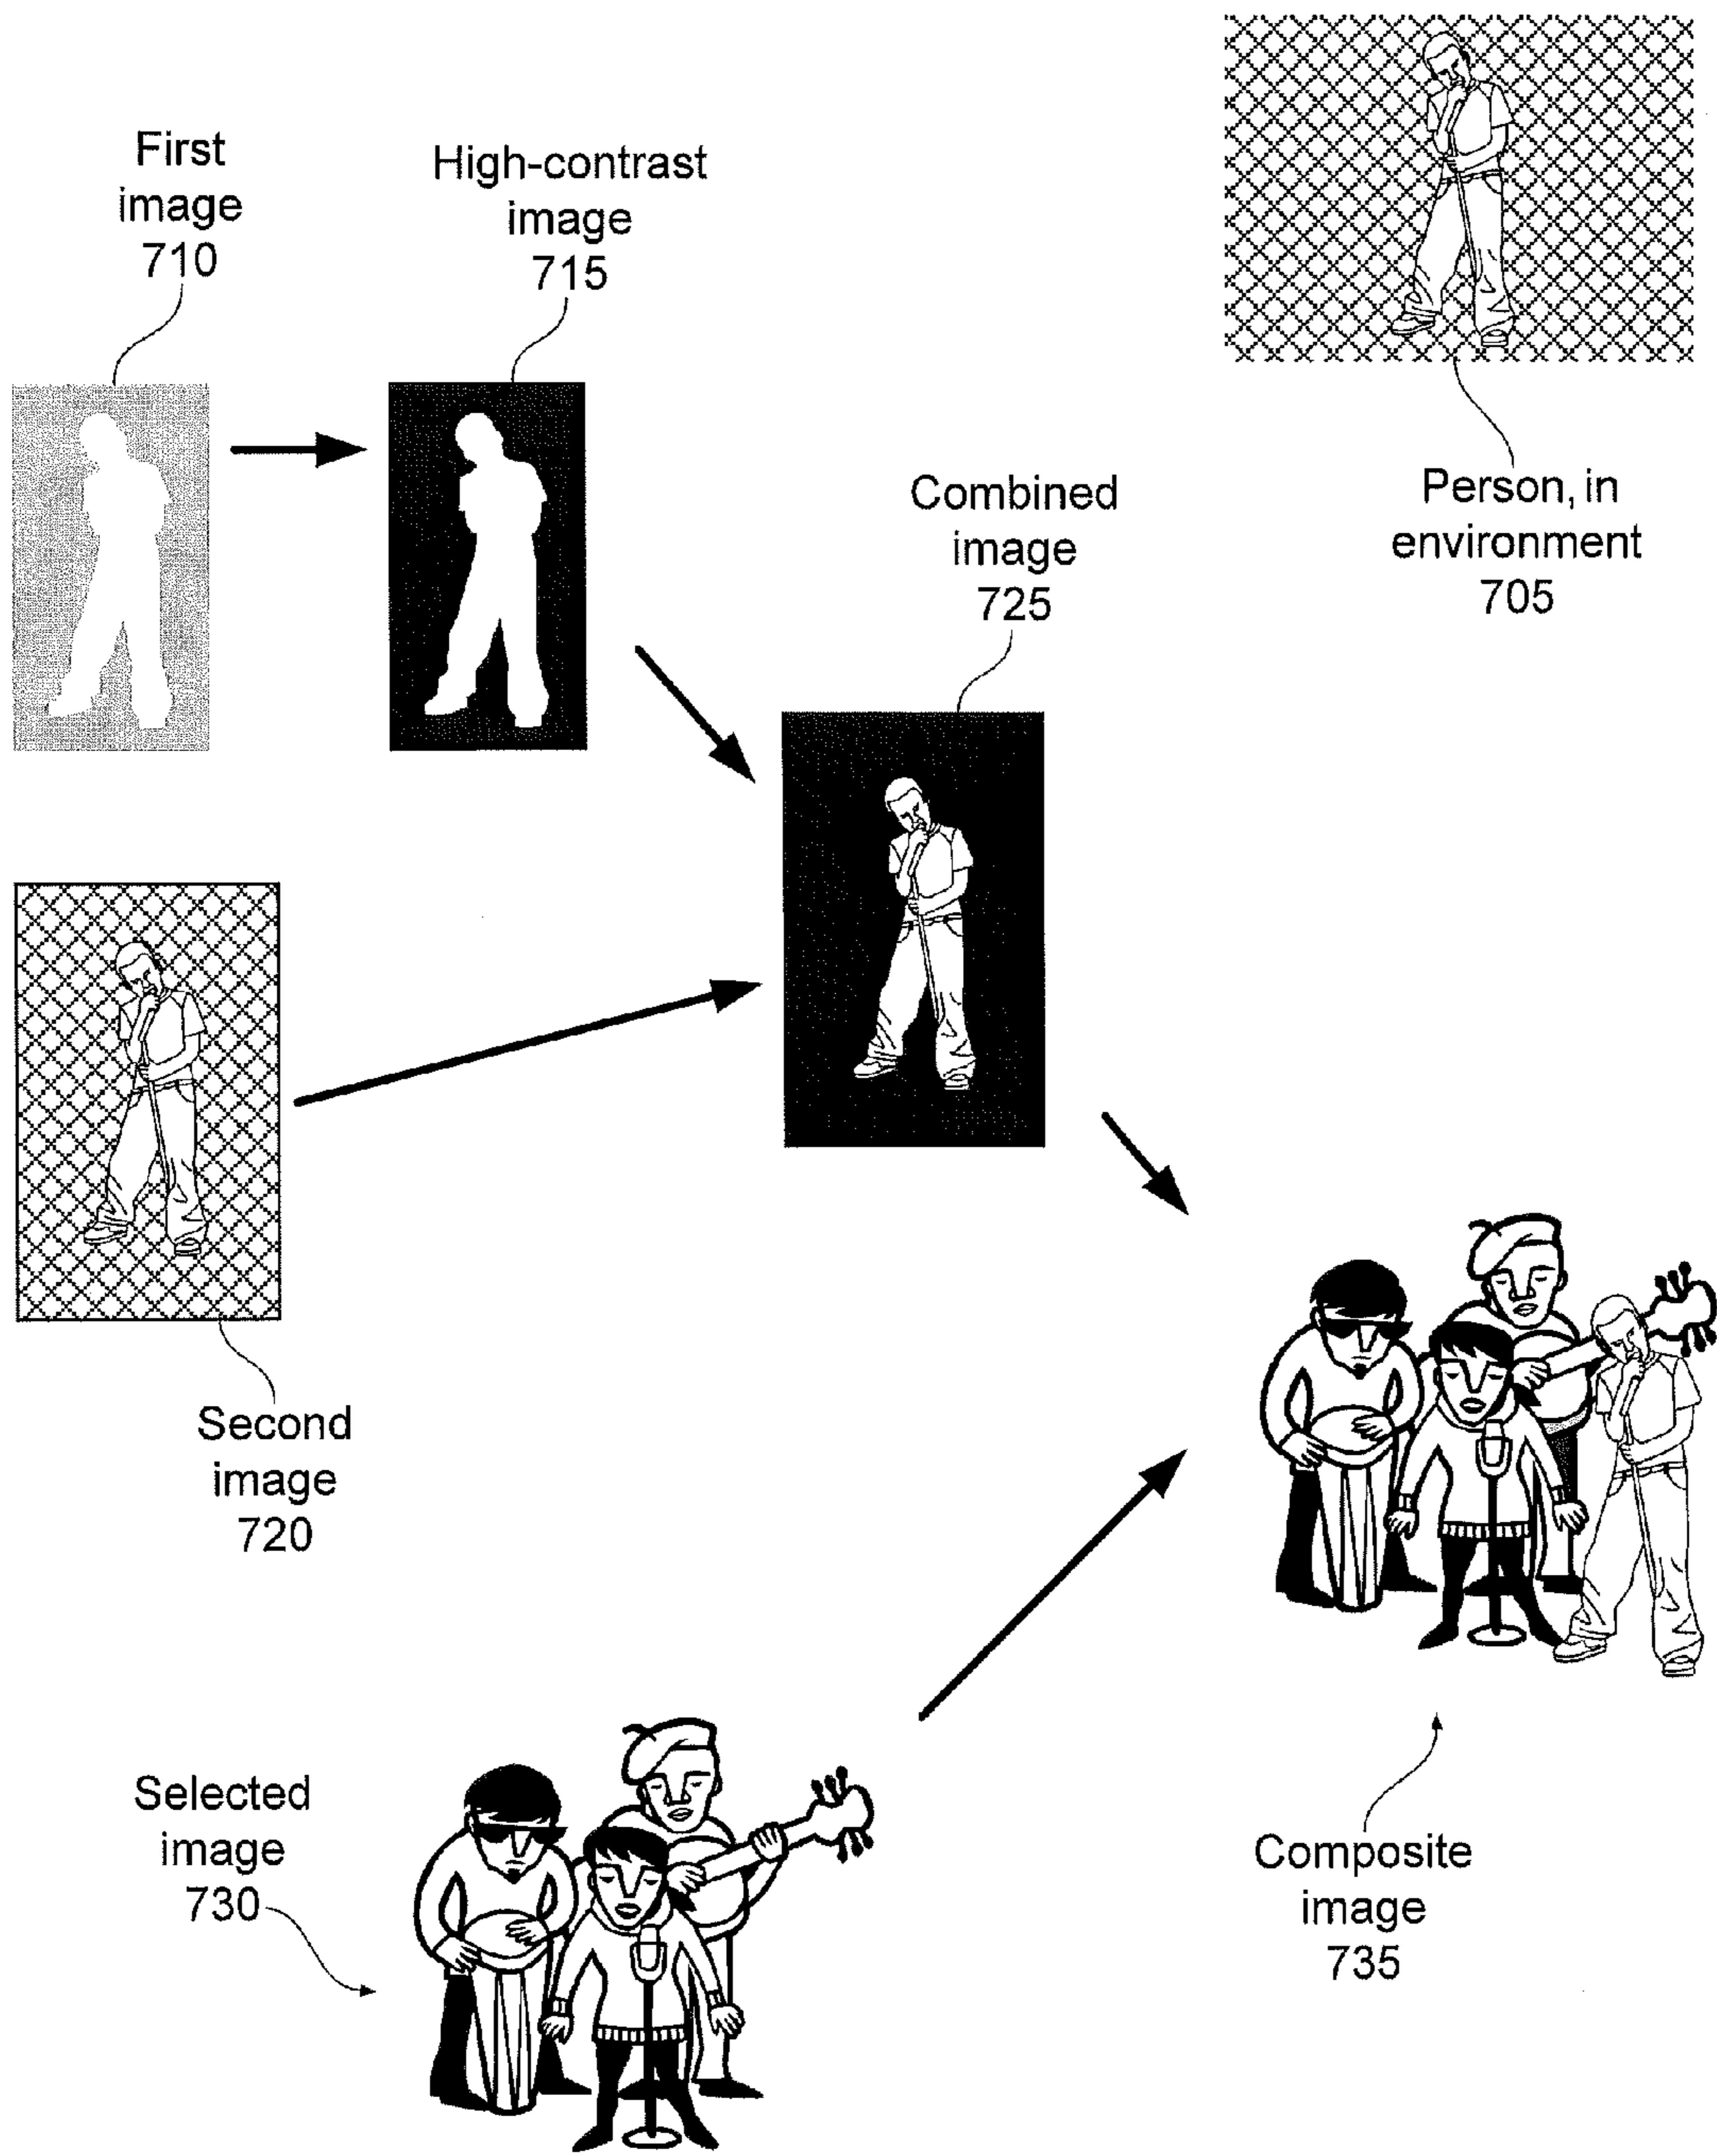 First
image
710
High-contrast
image
715
Person, in
environment
705
Combined
image
725
Second
image
720
Selected
image
730
Composite
image
735